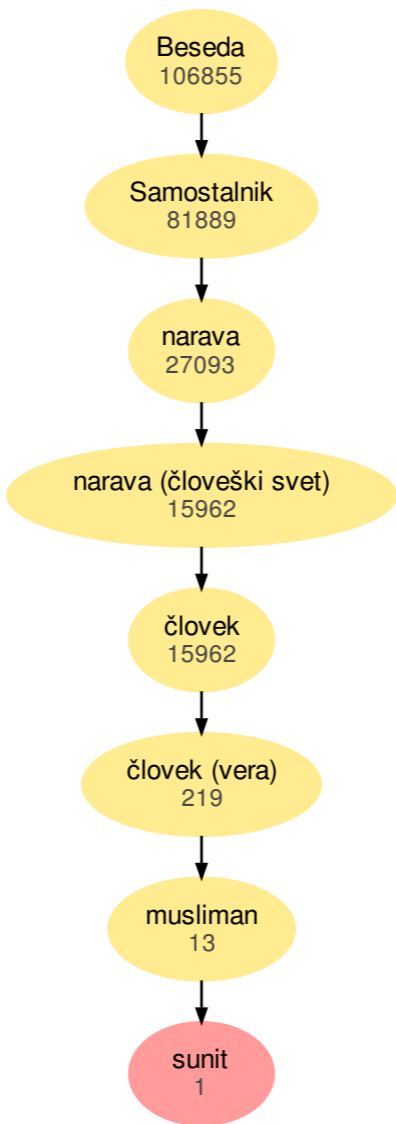 Beseda
106855
Samostalnik
81889
narava
27093
narava (človeški svet)
15962
človek
15962
človek (vera)
219
musliman
13
sunit
1